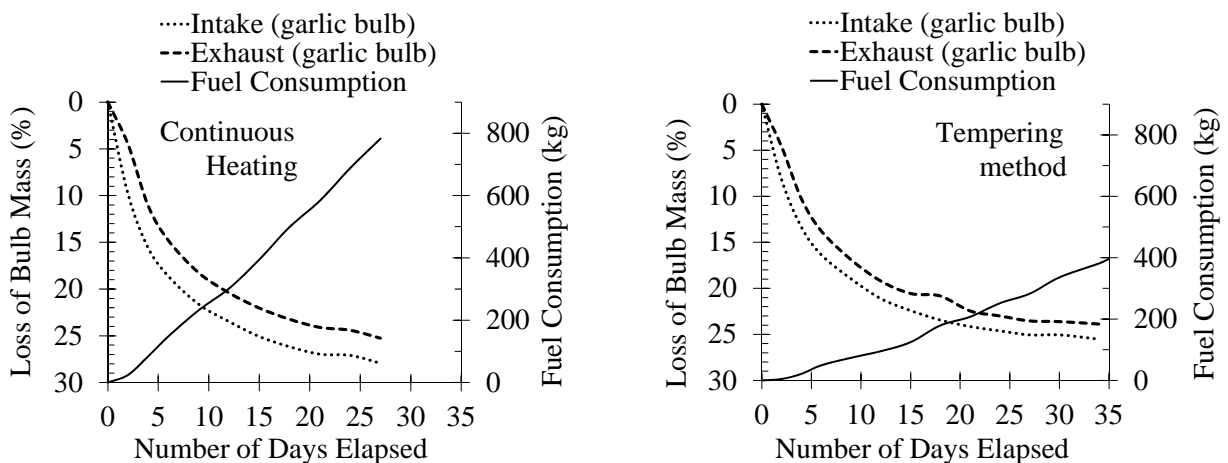 Intake (garlic bulb)
Exhaust (garlic bulb)
Fuel Consumption
Continuous
Heating
Loss of Bulb Mass (%)
0
5
10
15
20
25
30
Fuel Consumption (kg)
800
600
400
200
0
0 5 10 15 20 25 30 35
Number of Days Elapsed
Intake (garlic bulb)
Exhaust (garlic bulb)
Fuel Consumption
Tempering
method
Loss of Bulb Mass (%)
0
5
10
15
20
25
30
Fuel Consumption (kg)
800
600
400
200
0
0 5 10 15 20 25 30 35
Number of Days Elapsed